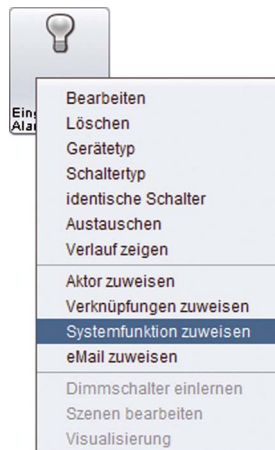 Bearbeiten
Löschen
Gerätetyp
Schaltertyp
identische Schalter
Austauschen
Verlauf zeigen
Aktor zuweisen
Verknüpfungen zuweisen
Systemfunktion zuweisen
eMail zuweisen
Dimmschalter einlernen
Szenen bearbeiten
Visualisierung